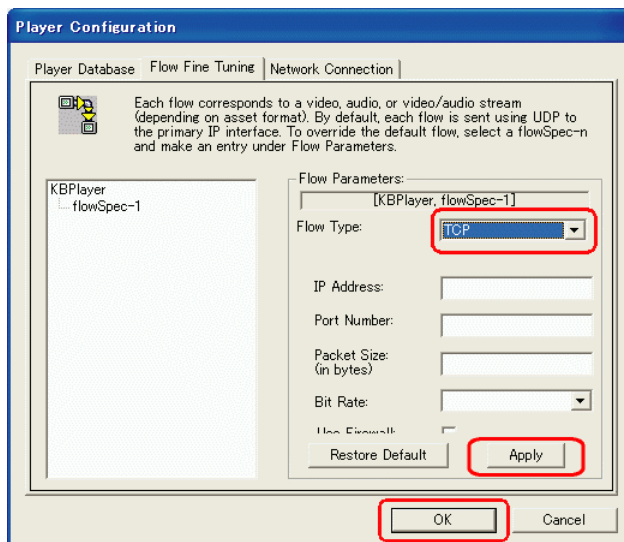 Player Configuration
Player Database
Flow Fine Tuning
Network Connection
Each flow corresponds to a video, audio, or video/audio stream
(depending on asset format). By default, each flow is sent using UDP to
the primary IP interface. To override the default flow, select a flowSpec-n
and make an entry under Flow Parameters.
KBPlayer
flowSpec-1
Flow Parameters:
[KBPlayer, flowSpec-1]
Flow Type:
TCP
IP Address:
Port Number:
Packet Size:
(in bytes)
Bit Rate:
Use Firewall:
Restore Default
Apply
OK
Cancel